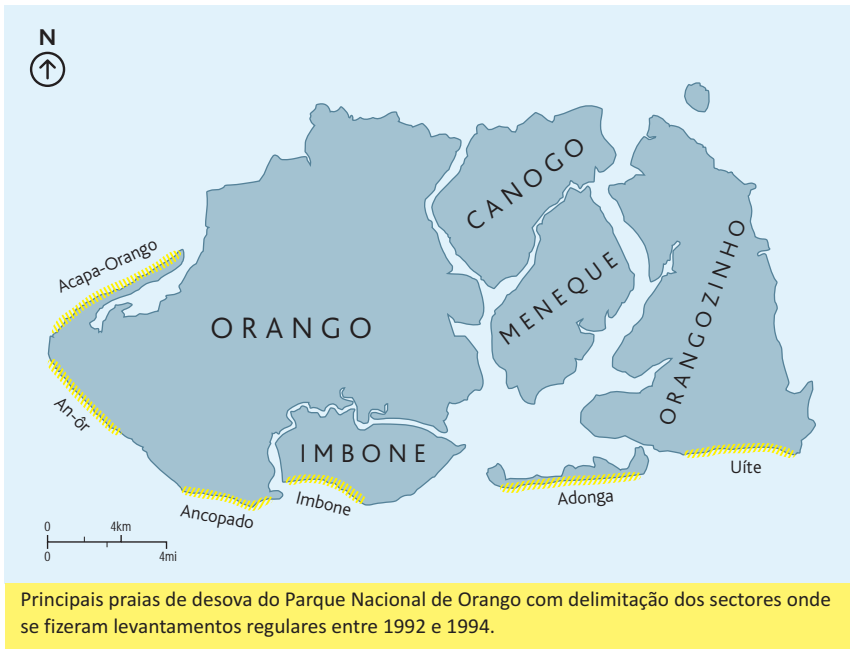 N
CANOGO
MENEQUE
ORANGOZINHO
Acapa-Orango
ORANGO
An-ôr
IMBONE
Ancopado
Imbone
Adonga
Uíte
0 4km
0 4mi
Principais praias de desova do Parque Nacional de Orango com delimitação dos sectores onde
se fizeram levantamentos regulares entre 1992 e 1994.